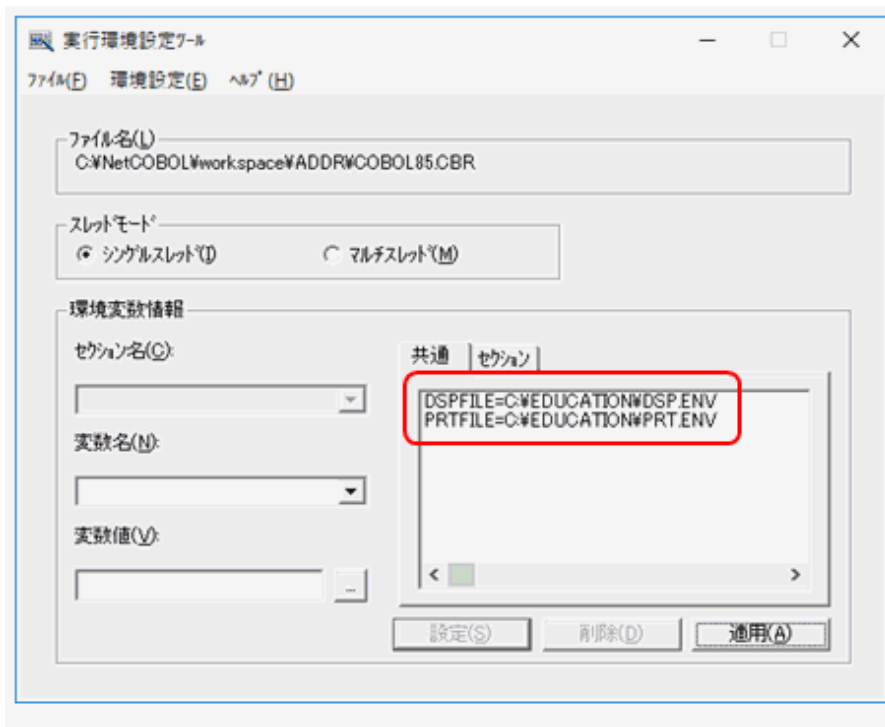 実行環境設定ﾂｰﾙ
ﾌｧｲﾙ(F) 環境設定(E) ﾍﾙﾌﾟ(H)
ﾌｧｲﾙ名(L)
C:¥NetCOBOL¥workspace¥ADDR¥COBOL85.CBR
ｽﾚｯﾄﾞﾓｰﾄﾞ
ｼﾝｸﾞﾙｽﾚｯﾄﾞ(I) ﾏﾙﾁｽﾚｯﾄﾞ(M)
環境変数情報
ｾｸｼｮﾝ名(C):
共通 ｾｸｼｮﾝ
DSPFILE=C:¥EDUCATION¥DSP.ENV
PRTFILE=C:¥EDUCATION¥PRT.ENV
変数名(N):
変数値(V):
...
設定(S) 削除(D) 適用(A)